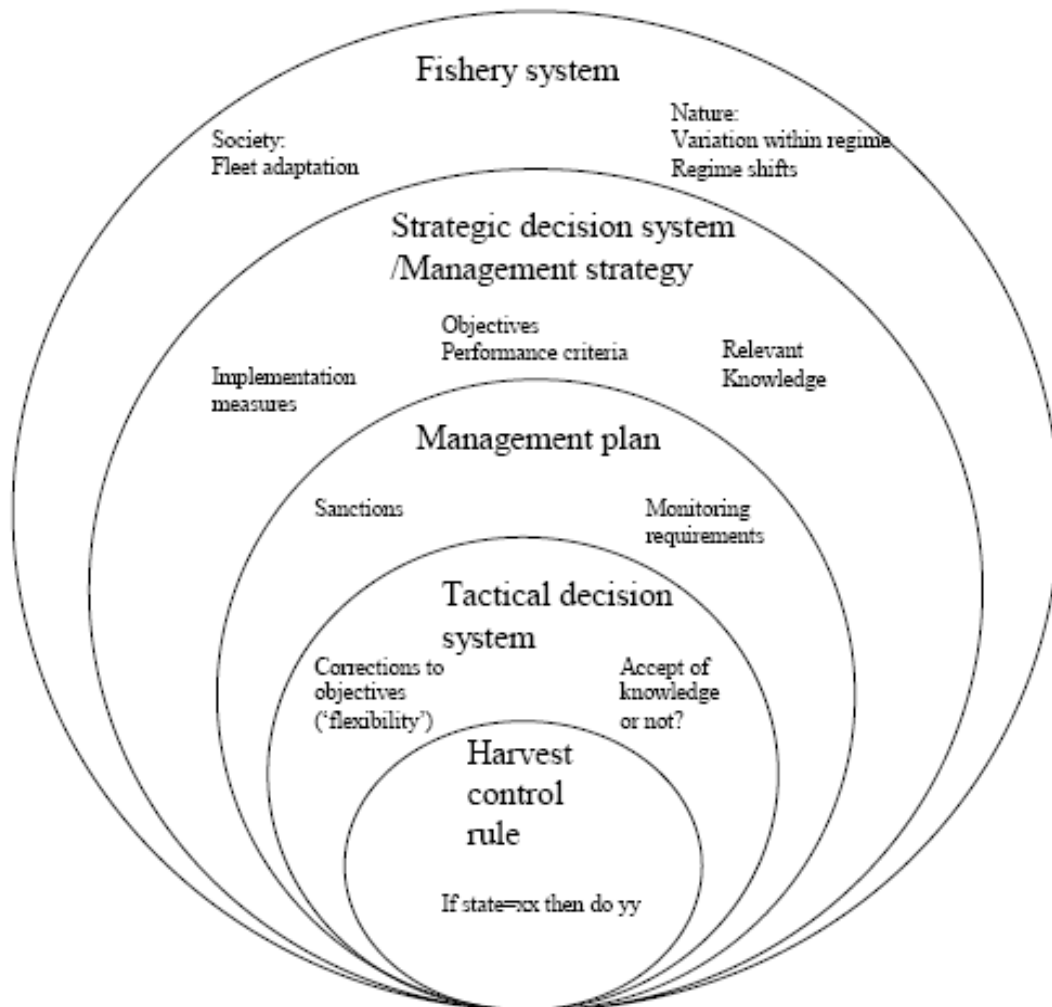 Fishery system
Society:
Fleet adaptation
Nature:
Variation within regime
Regime shifts
Strategic decision system
/Management strategy
Objectives
Performance criteria
Implementation
measures
Relevant
Knowledge
Management plan
Sanctions
Monitoring
requirements
Tactical decision
system
Corrections to
objectives
(‘flexibility’)
Accept of
knowledge
or not?
Harvest
control
rule
If state=xx then do yy